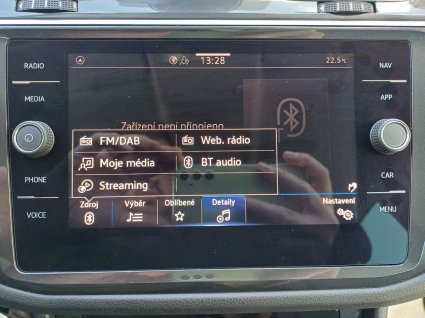 RADIO
MEDIA
PHONE
VOICE
13:28
22.5°C
NAV
APP
CAR
MENU
Zařízení není připojeno
FM/DAB
Web. rádio
Moje média
BT audio
Streaming
Zdroj
Výběr
Oblíbené
Detaily
Nastavení